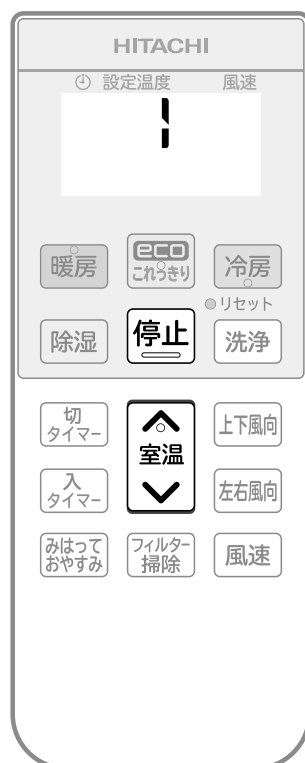 HITACHI
設定温度 風速
1
暖房 eco これっきり 冷房
リセット
除湿 停止 洗浄
切タイマー 室温 上下風向
入タイマー 左右風向
みはっておやすみ フィルター掃除 風速